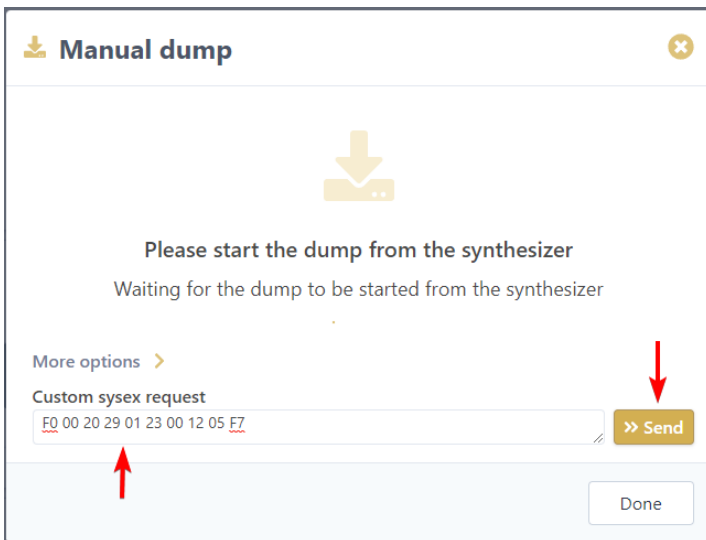 Manual dump
Please start the dump from the synthesizer
Waiting for the dump to be started from the synthesizer
More options
Custom sysex request
F0 00 20 29 01 23 00 12 05 F7
Send
Done